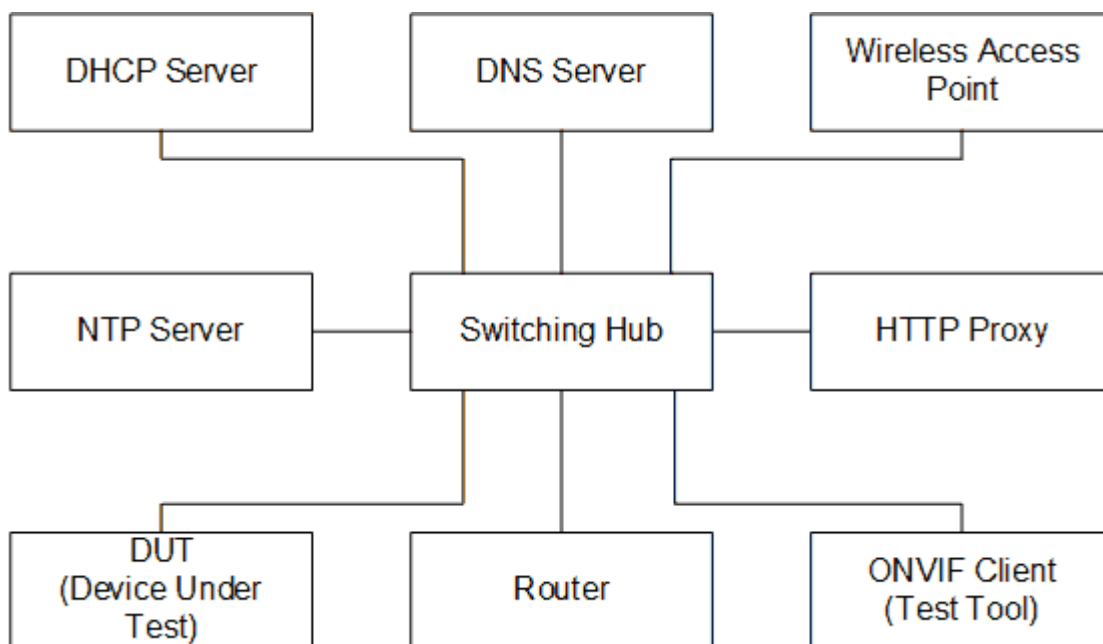 DHCP Server
DNS Server
Wireless Access
Point
NTP Server
Switching Hub
HTTP Proxy
DUT
(Device Under
Test)
Router
ONVIF Client
(Test Tool)